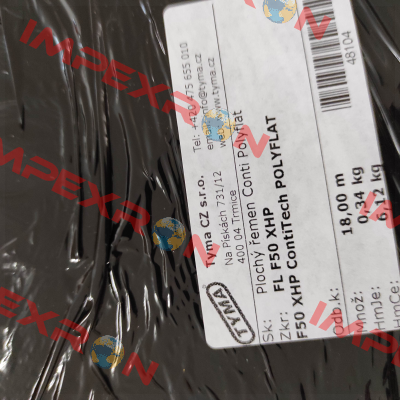 Tyma CZ s.r.o. Tel: +420 475 655 010
Na Pískách 731/12 email: info@tyma.cz
400 04 Trmice web: www.tyma.cz
Plochý řemen Conti Polyflat
Sk: FL F50 XHP
Zkr: F50 XHP ContiTech POLYFLAT
Odb.k:
Množ: 18,00 m
HmJe: 0,34 kg
HmCe: 6,12 kg
48104
TYMA
IMPEXRON
IMPEXRON
IMPEXRON